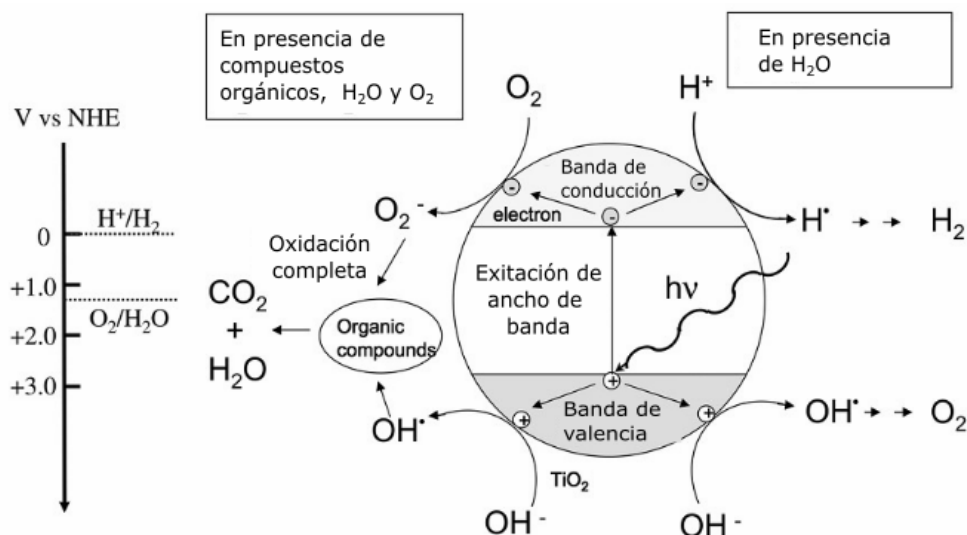 En presencia de
compuestos
orgánicos, H₂O y O₂
En presencia
de H₂O
V vs NHE
H⁺/H₂
0
+1.0
O₂/H₂O
+2.0
+3.0
O₂
H⁺
Banda de
conducción
electron
O₂⁻
H•
H₂
Oxidación
completa
Exitación de
ancho de
banda
hν
CO₂
+
H₂O
Organic
compounds
Banda de
valencia
OH•
OH•
O₂
TiO₂
OH⁻
OH⁻